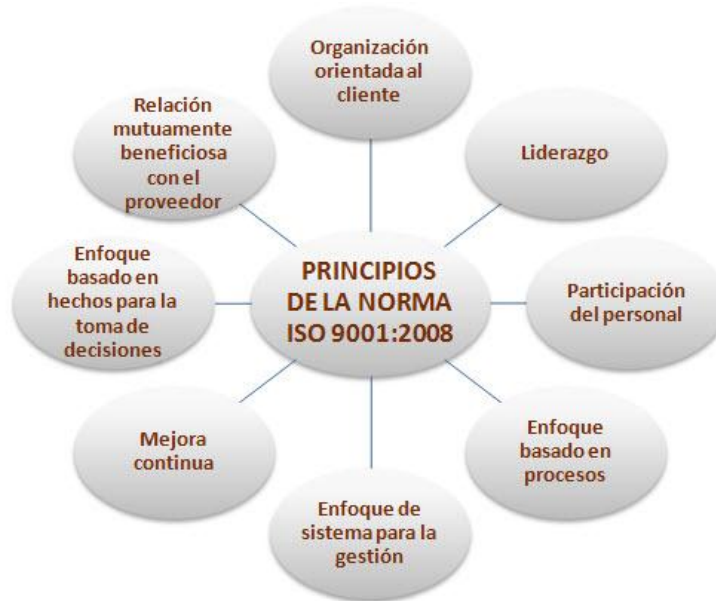 Organización
orientada al
cliente
Liderazgo
Participación
del personal
Enfoque
basado en
procesos
Enfoque de
sistema para la
gestión
Mejora
continua
Enfoque
basado en
hechos para la
toma de
decisiones
Relación
mutuamente
beneficiosa
con el
proveedor
PRINCIPIOS
DE LA NORMA
ISO 9001:2008